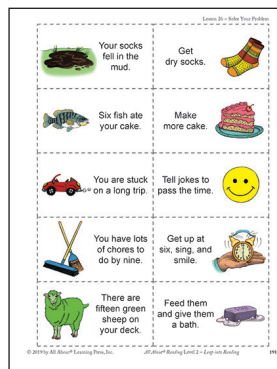 Lesson 26 – Solve Your Problem
Your socks
fell in the
mud.
Get
dry socks.
Six fish ate
your cake.
Make
more cake.
You are stuck
on a long trip.
Tell jokes to
pass the time.
You have lots
of chores to
do by nine.
Get up at
six, sing, and
smile.
There are
fifteen green
sheep on
your deck.
Feed them
and give them
a bath.
© 2019 by All About® Learning Press, Inc.
All About® Reading Level 2 – Leap into Reading
191